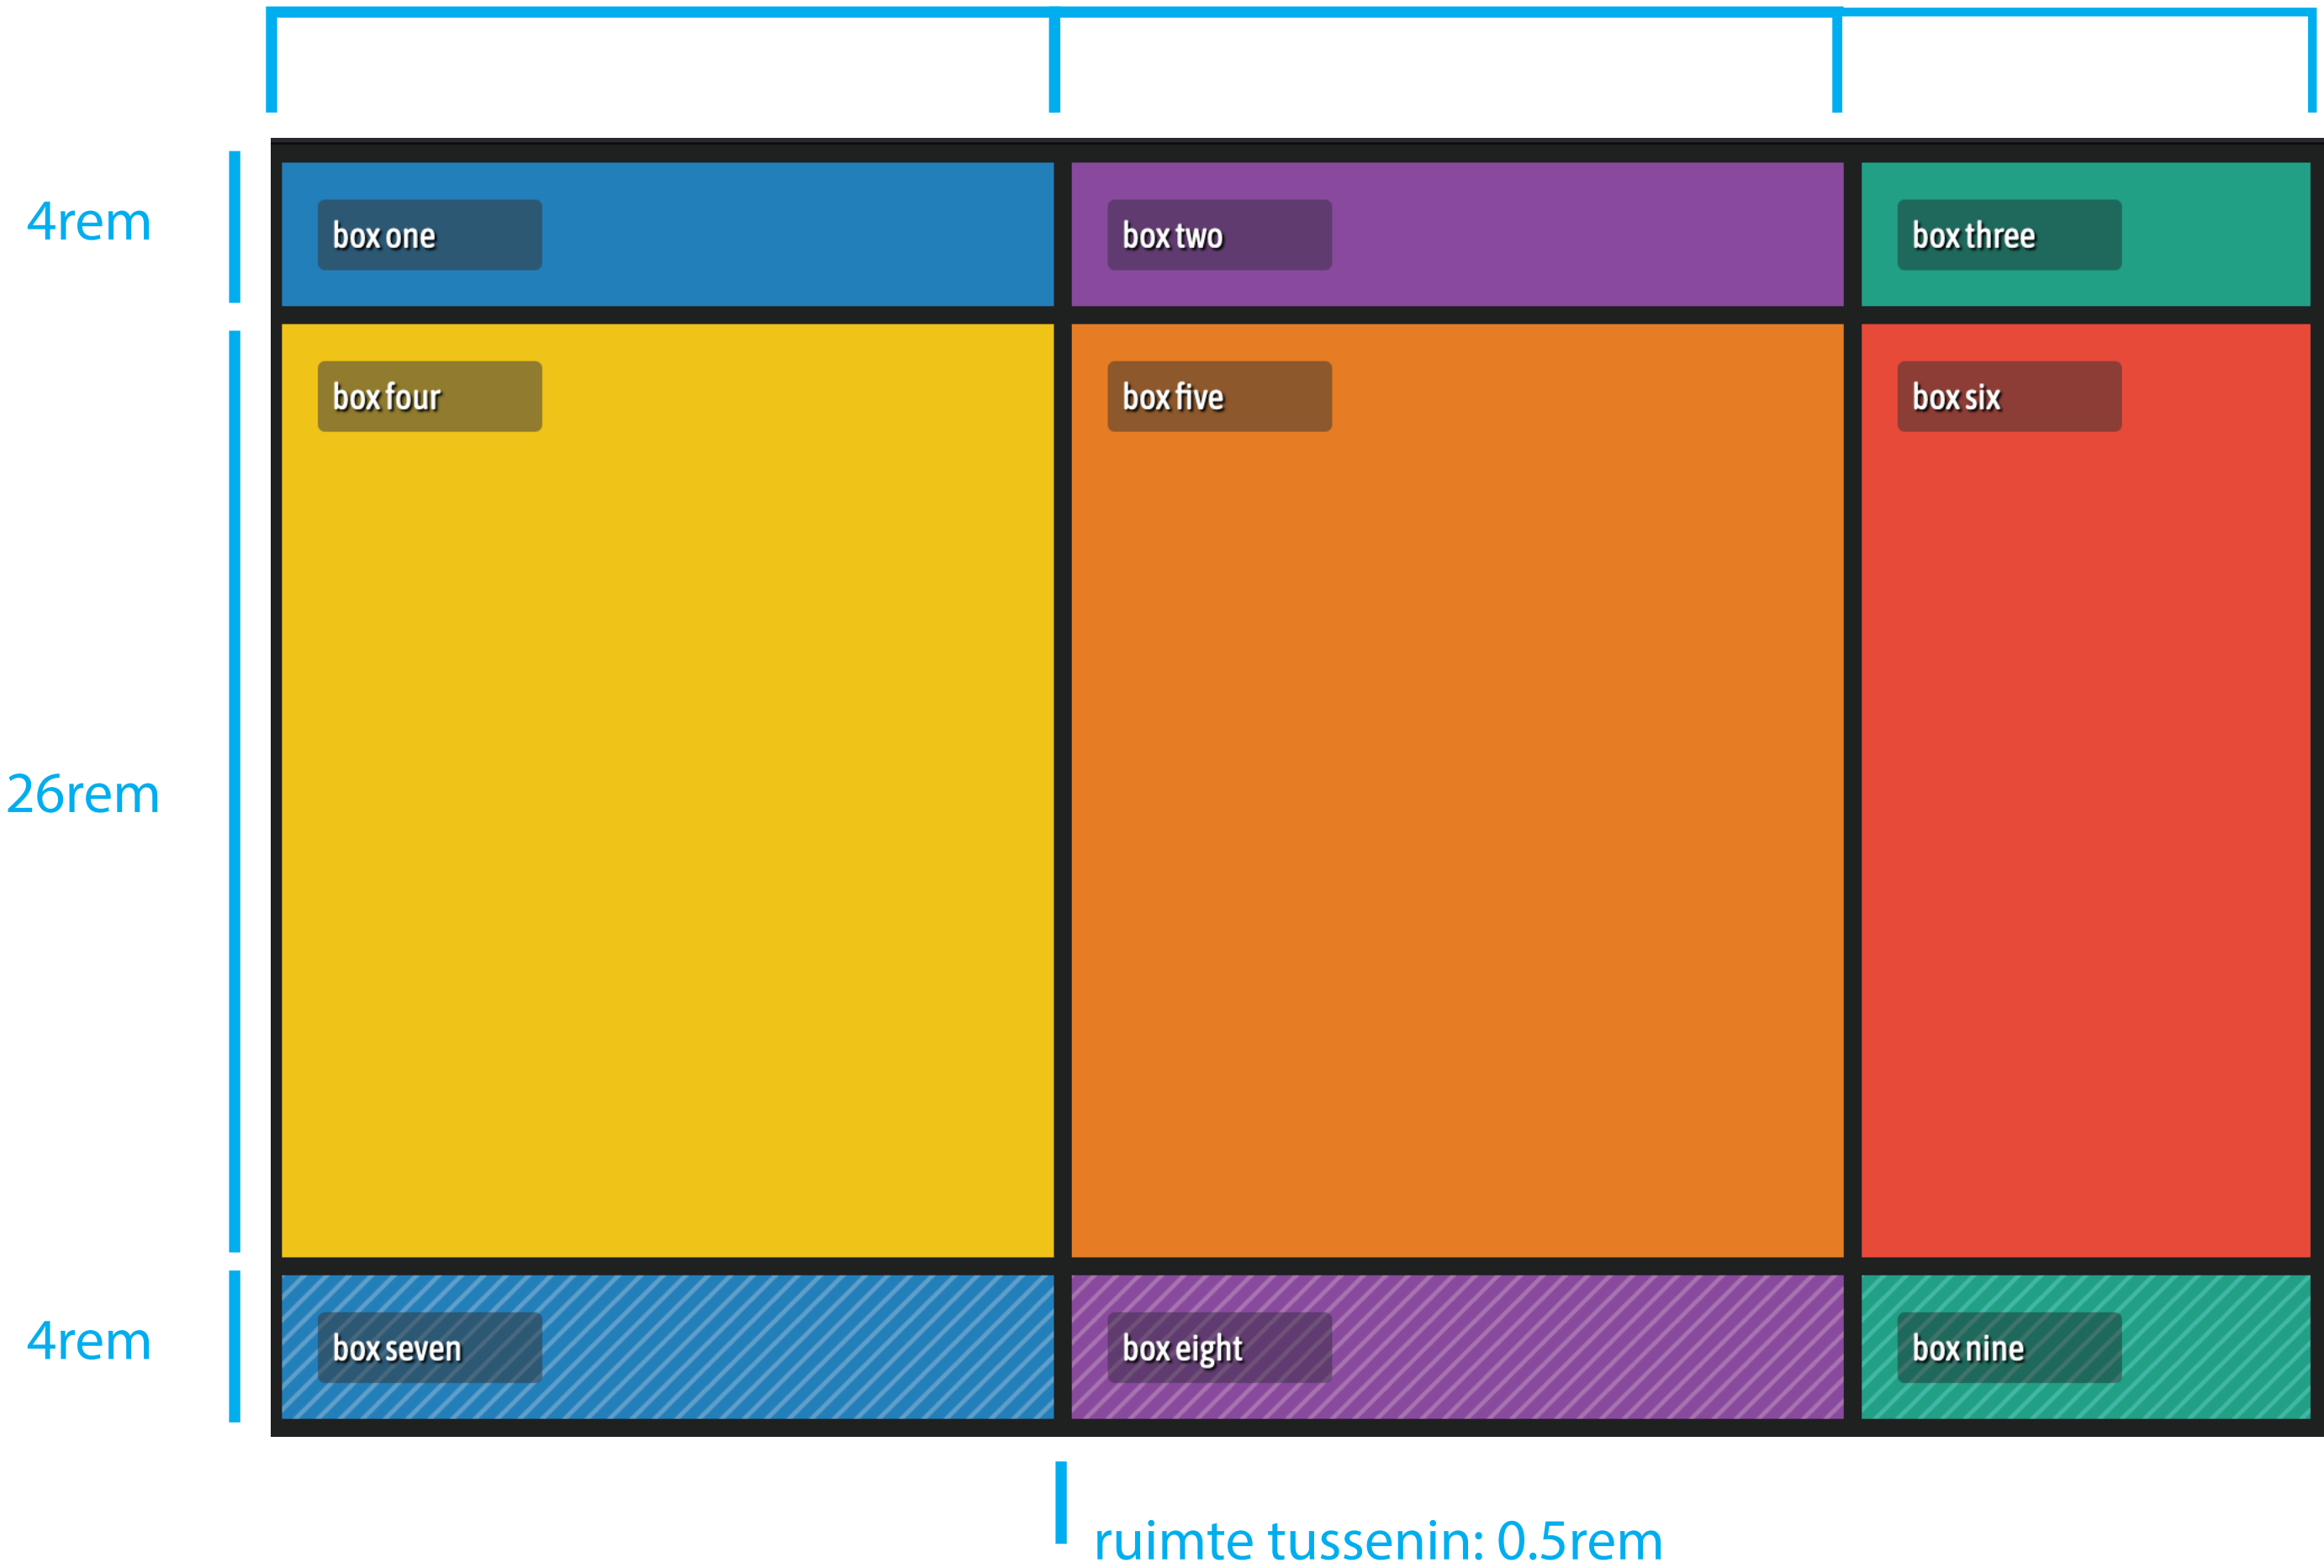 4rem
box one
box two
box three
26rem
box four
box five
box six
4rem
box seven
box eight
box nine
ruimte tussenin: 0.5rem